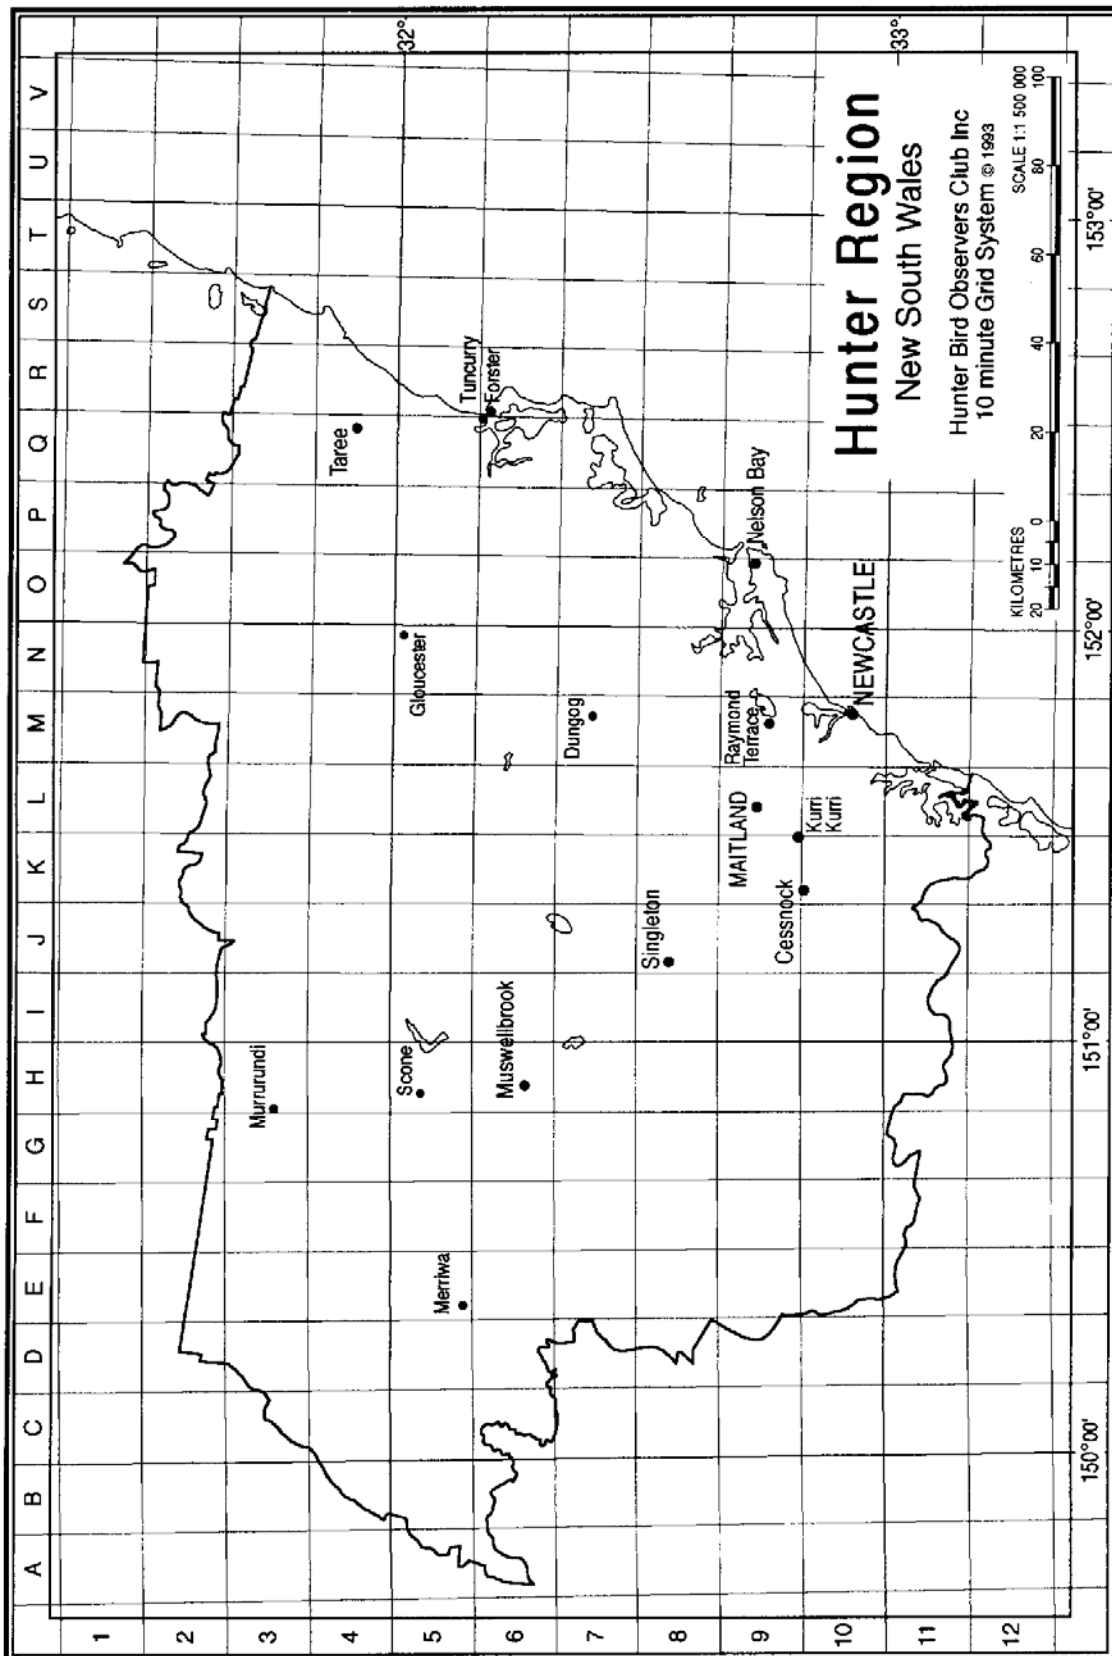 A B C D E F G H I J K L M N O P Q R S T U V
1
2
3
4
5
6
7
8
9
10
11
12
32°
33°
150°00'
151°00'
152°00'
153°00'
Murrurundi
Taree
Tuncurry
Forster
Gloucester
Scone
Merriwa
Muswellbrook
Dungog
Singleton
Raymond
Terrace
Nelson Bay
MAITLAND
Kurri
Kurri
Cessnock
NEWCASTLE
Hunter Region
New South Wales
Hunter Bird Observers Club Inc
10 minute Grid System © 1993
KILOMETRES
SCALE 1:1 500 000
20 10 0 20 40 60 80 100